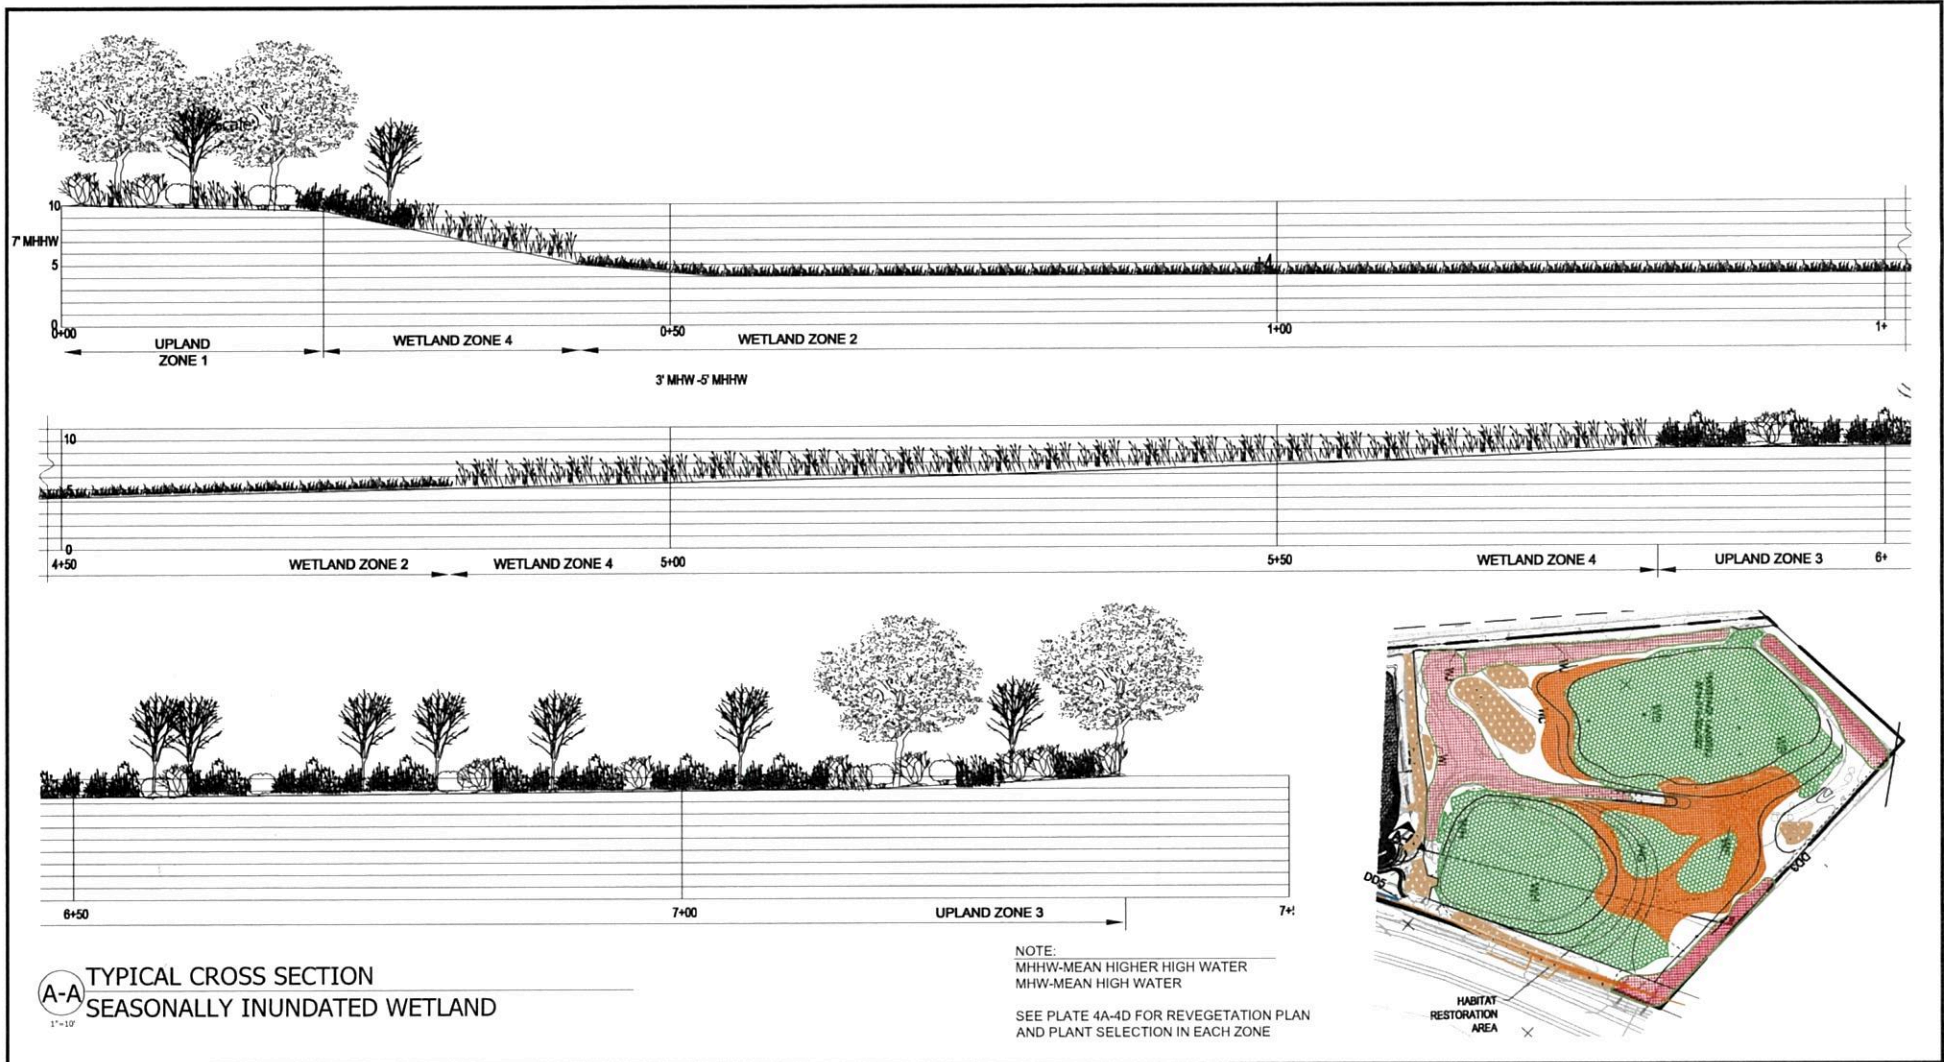 scale
10
7' MHHW
5
0
0+00
0+50
1+00
1+
+4
UPLAND
ZONE 1
WETLAND ZONE 4
WETLAND ZONE 2
3' MHW -5' MHHW
10
5
0
4+50
5+00
5+50
6+
WETLAND ZONE 2
WETLAND ZONE 4
WETLAND ZONE 4
UPLAND ZONE 3
6+50
7+00
UPLAND ZONE 3
A-A
1"=10'
TYPICAL CROSS SECTION
SEASONALLY INUNDATED WETLAND
NOTE:
MHHW-MEAN HIGHER HIGH WATER
MHW-MEAN HIGH WATER
SEE PLATE 4A-4D FOR REVEGETATION PLAN
AND PLANT SELECTION IN EACH ZONE
DD5
DD3
HABITAT
RESTORATION
AREA